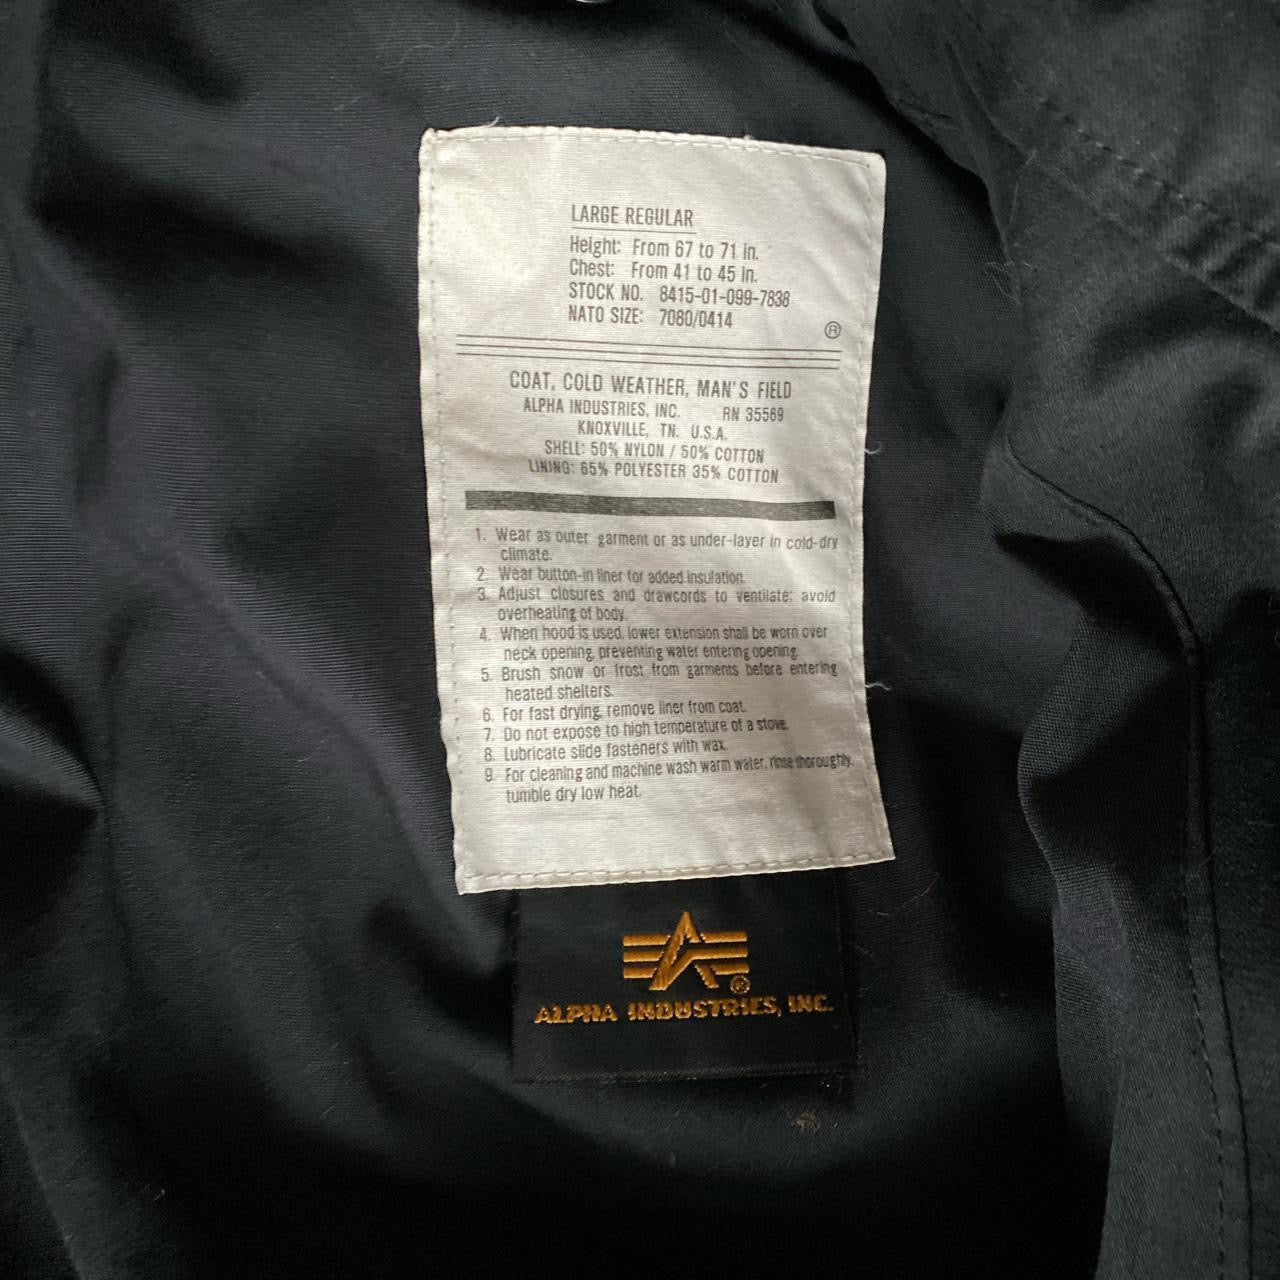 LARGE REGULAR
Height: From 67 to 71 in.
Chest: From 41 to 45 in.
STOCK NO. 8415-01-099-7838
NATO SIZE: 7080/0414
®
COAT, COLD WEATHER, MAN'S FIELD
ALPHA INDUSTRIES, INC. RN 35569
KNOXVILLE, TN. U.S.A.
SHELL: 50% NYLON / 50% COTTON
LINING: 65% POLYESTER 35% COTTON
1. Wear as outer garment or as under-layer in cold-dry
climate.
2. Wear button-in liner for added insulation.
3. Adjust closures and drawcords to ventilate; avoid
overheating of body.
4. When hood is used, lower extension shall be worn over
neck opening, preventing water entering opening.
5. Brush snow or frost from garments before entering
heated shelters.
6. For fast drying, remove liner from coat.
7. Do not expose to high temperature of a stove.
8. Lubricate slide fasteners with wax.
9. For cleaning and machine wash warm water, rinse thoroughly,
tumble dry low heat.
®
ALPHA INDUSTRIES, INC.